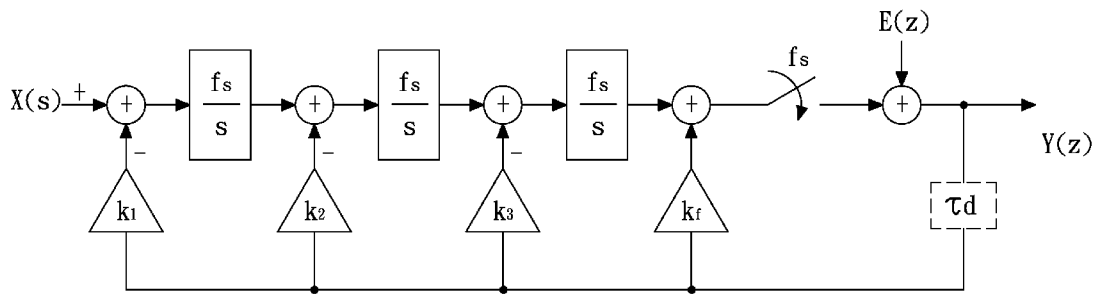 E(z)
fs
X(s) + + fs/s + fs/s + fs/s + +
Y(z)
− − −
k1 k2 k3 kf τd